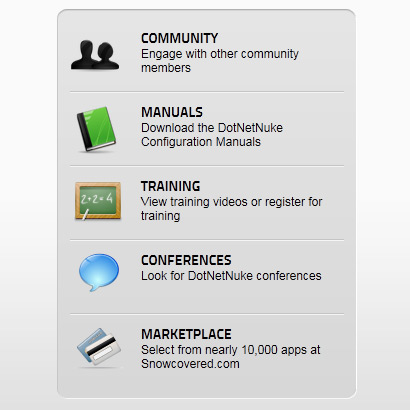 COMMUNITY
Engage with other community
members
MANUALS
Download the DotNetNuke
Configuration Manuals
2+2=4
TRAINING
View training videos or register for
training
CONFERENCES
Look for DotNetNuke conferences
MARKETPLACE
Select from nearly 10,000 apps at
Snowcovered.com